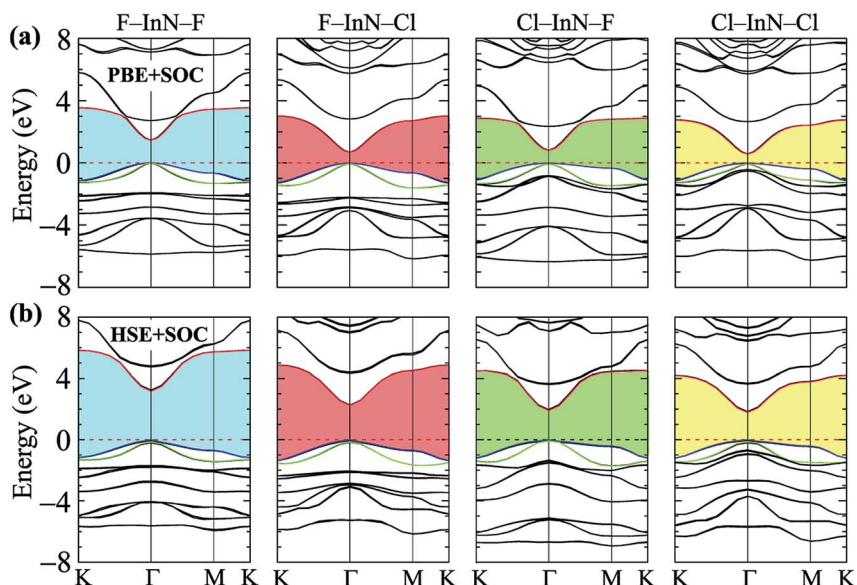 F–InN–F F–InN–Cl Cl–InN–F Cl–InN–Cl
(a)
8
PBE+SOC
4
Energy (eV)
0
−4
−8
(b)
8
HSE+SOC
4
Energy (eV)
0
−4
−8
K Γ M K Γ M K Γ M K Γ M K